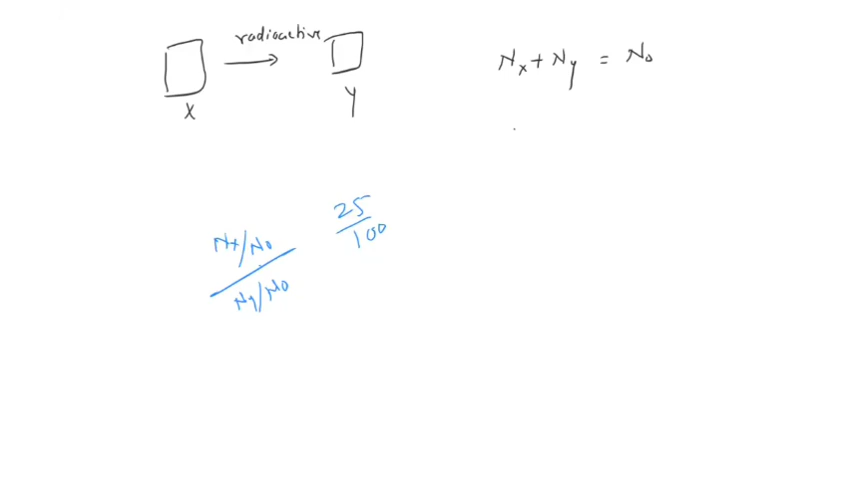 radioactive
X
Y
Nx + Ny = N₀
25
100
Nx/N₀
Ny/N₀